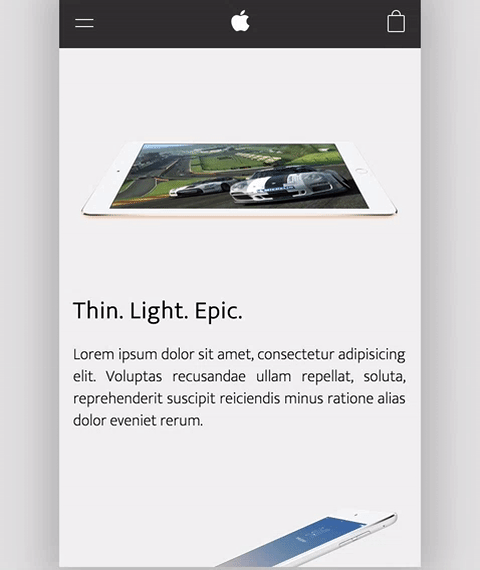 Thin. Light. Epic.
Lorem ipsum dolor sit amet, consectetur adipisicing
elit. Voluptas recusandae ullam repellat, soluta,
reprehenderit suscipit reiciendis minus ratione alias
dolor eveniet rerum.